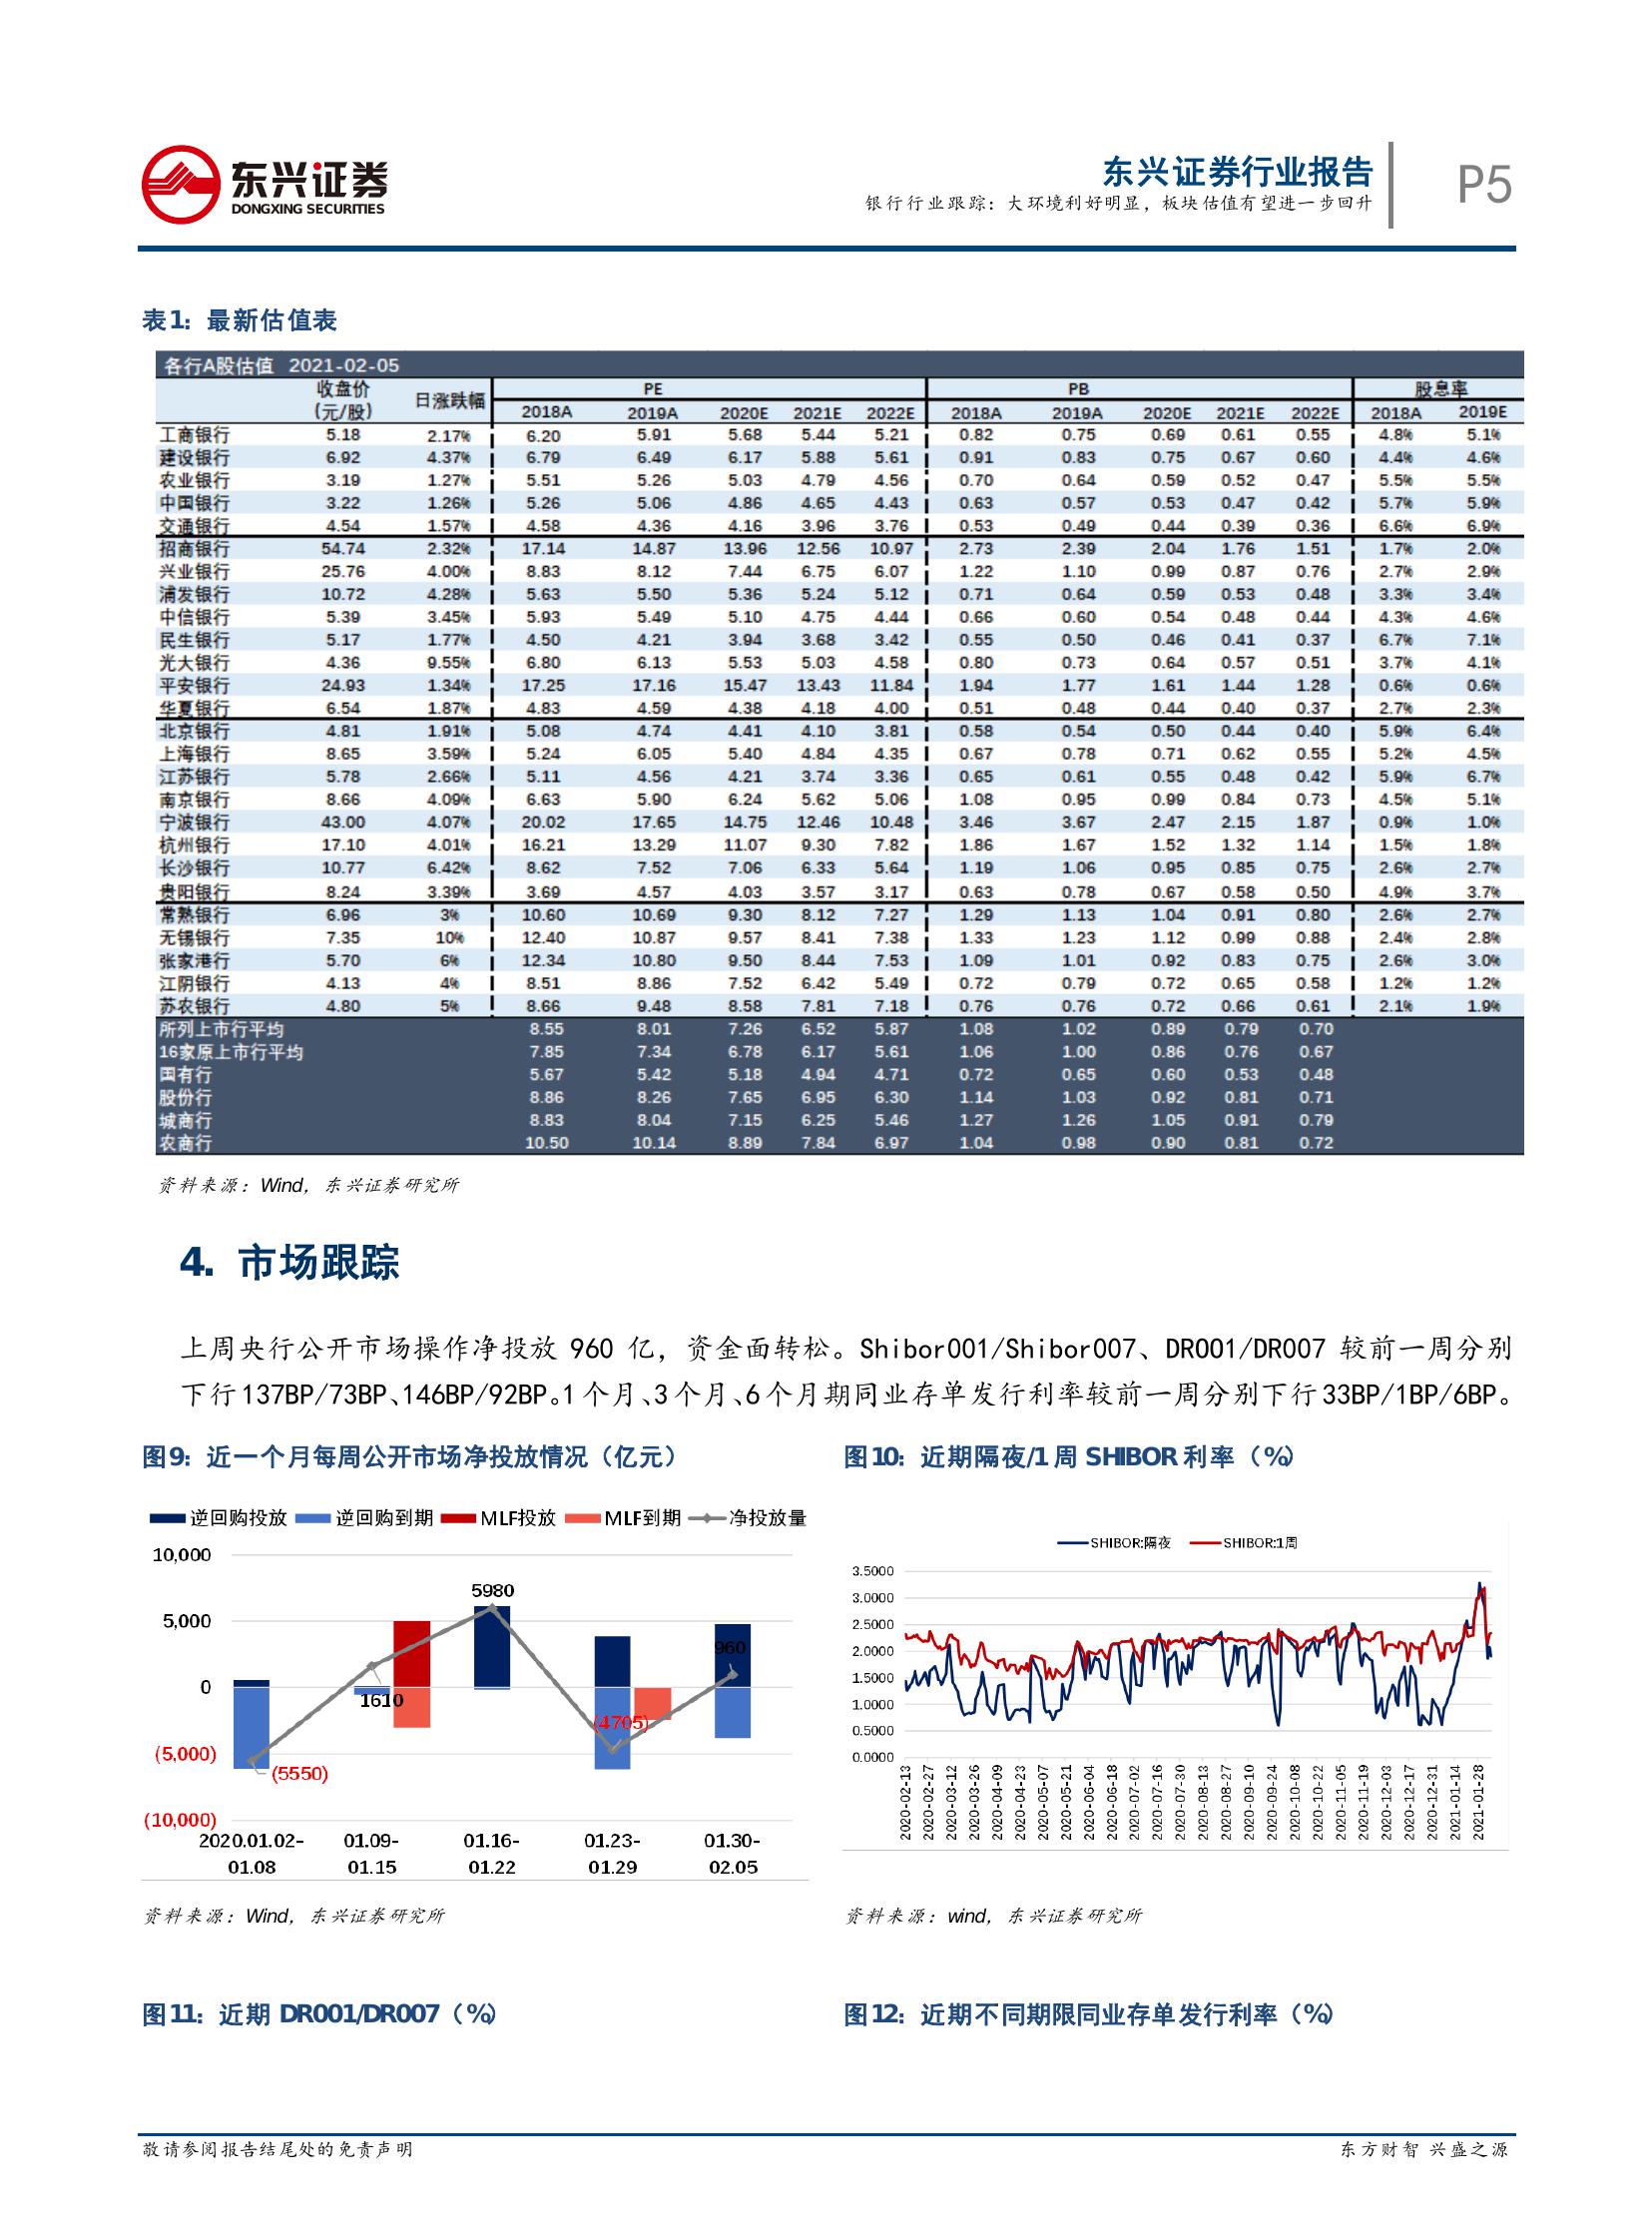 东兴证券
DONGXING SECURITIES
东兴证券行业报告
银行行业跟踪：大环境利好明显，板块估值有望进一步回升
P5
表1：最新估值表
各行A股估值 2021-02-05
收盘价（元/股） 日涨跌幅 PE PB 股息率
2018A 2019A 2020E 2021E 2022E 2018A 2019A 2020E 2021E 2022E 2018A 2019E
工商银行 5.18 2.17% 6.20 5.91 5.68 5.44 5.21 0.82 0.75 0.69 0.61 0.55 4.8% 5.1%
建设银行 6.92 4.37% 6.79 6.49 6.17 5.88 5.61 0.91 0.83 0.75 0.67 0.60 4.4% 4.6%
农业银行 3.19 1.27% 5.51 5.26 5.03 4.79 4.56 0.70 0.64 0.59 0.52 0.47 5.5% 5.5%
中国银行 3.22 1.26% 5.26 5.06 4.86 4.65 4.43 0.63 0.57 0.53 0.47 0.42 5.7% 5.9%
交通银行 4.54 1.57% 4.58 4.36 4.16 3.96 3.76 0.53 0.49 0.44 0.39 0.36 6.6% 6.9%
招商银行 54.74 2.32% 17.14 14.87 13.96 12.56 10.97 2.73 2.39 2.04 1.76 1.51 1.7% 2.0%
兴业银行 25.76 4.00% 8.83 8.12 7.44 6.75 6.07 1.22 1.10 0.99 0.87 0.76 2.7% 2.9%
浦发银行 10.72 4.28% 5.63 5.50 5.36 5.24 5.12 0.71 0.64 0.59 0.53 0.48 3.3% 3.4%
中信银行 5.39 3.45% 5.93 5.49 5.10 4.75 4.44 0.66 0.60 0.54 0.48 0.44 4.3% 4.6%
民生银行 5.17 1.77% 4.50 4.21 3.94 3.68 3.42 0.55 0.50 0.46 0.41 0.37 6.7% 7.1%
光大银行 4.36 9.55% 6.80 6.13 5.53 5.03 4.58 0.80 0.73 0.64 0.57 0.51 3.7% 4.1%
平安银行 24.93 1.34% 17.25 17.16 15.47 13.43 11.84 1.94 1.77 1.61 1.44 1.28 0.6% 0.6%
华夏银行 6.54 1.87% 4.83 4.59 4.38 4.18 4.00 0.51 0.48 0.44 0.40 0.37 2.7% 2.3%
北京银行 4.81 1.91% 5.08 4.74 4.41 4.10 3.81 0.58 0.54 0.50 0.44 0.40 5.9% 6.4%
上海银行 8.65 3.59% 5.24 6.05 5.40 4.84 4.35 0.67 0.78 0.71 0.62 0.55 5.2% 4.5%
江苏银行 5.78 2.66% 5.11 4.56 4.21 3.74 3.36 0.65 0.61 0.55 0.48 0.42 5.9% 6.7%
南京银行 8.66 4.09% 6.63 5.90 6.24 5.62 5.06 1.08 0.95 0.99 0.84 0.73 4.5% 5.1%
宁波银行 43.00 4.07% 20.02 17.65 14.75 12.46 10.48 3.46 3.67 2.47 2.15 1.87 0.9% 1.0%
杭州银行 17.10 4.01% 16.21 13.29 11.07 9.30 7.82 1.86 1.67 1.52 1.32 1.14 1.5% 1.8%
长沙银行 10.77 6.42% 8.62 7.52 7.06 6.33 5.64 1.19 1.06 0.95 0.85 0.75 2.6% 2.7%
贵阳银行 8.24 3.39% 3.69 4.57 4.03 3.57 3.17 0.63 0.78 0.67 0.58 0.50 4.9% 3.7%
常熟银行 6.96 3% 10.60 10.69 9.30 8.12 7.27 1.29 1.13 1.04 0.91 0.80 2.6% 2.7%
无锡银行 7.35 10% 12.40 10.87 9.57 8.41 7.38 1.33 1.23 1.12 0.99 0.88 2.4% 2.8%
张家港行 5.70 6% 12.34 10.80 9.50 8.44 7.53 1.09 1.01 0.92 0.83 0.75 2.6% 3.0%
江阴银行 4.13 4% 8.51 8.86 7.52 6.42 5.49 0.72 0.79 0.72 0.65 0.58 1.2% 1.2%
苏农银行 4.80 5% 8.66 9.48 8.58 7.81 7.18 0.76 0.76 0.72 0.66 0.61 2.1% 1.9%
所列上市行平均 8.55 8.01 7.26 6.52 5.87 1.08 1.02 0.89 0.79 0.70
16家原上市行平均 7.85 7.34 6.78 6.17 5.61 1.06 1.00 0.86 0.76 0.67
国有行 5.67 5.42 5.18 4.94 4.71 0.72 0.65 0.60 0.53 0.48
股份行 8.86 8.26 7.65 6.95 6.30 1.14 1.03 0.92 0.81 0.71
城商行 8.83 8.04 7.15 6.25 5.46 1.27 1.26 1.05 0.91 0.79
农商行 10.50 10.14 8.89 7.84 6.97 1.04 0.98 0.90 0.81 0.72
资料来源：Wind，东兴证券研究所
4. 市场跟踪
上周央行公开市场操作净投放 960 亿，资金面转松。Shibor001/Shibor007、DR001/DR007 较前一周分别
下行137BP/73BP、146BP/92BP。1个月、3个月、6个月期同业存单发行利率较前一周分别下行33BP/1BP/6BP。
图9：近一个月每周公开市场净投放情况（亿元）
逆回购投放 逆回购到期 MLF投放 MLF到期 净投放量
10,000
5,000
0
(5,000)
(10,000)
(5550)
1610
5980
(4705)
960
2020.01.02-01.08
01.09-01.15
01.16-01.22
01.23-01.29
01.30-02.05
资料来源：Wind，东兴证券研究所
图10：近期隔夜/1周 SHIBOR 利率（%）
SHIBOR:隔夜 SHIBOR:1周
3.5000
3.0000
2.5000
2.0000
1.5000
1.0000
0.5000
0.0000
2020-02-13
2020-02-27
2020-03-12
2020-03-26
2020-04-09
2020-04-23
2020-05-07
2020-05-21
2020-06-04
2020-06-18
2020-07-02
2020-07-16
2020-07-30
2020-08-13
2020-08-27
2020-09-10
2020-09-24
2020-10-08
2020-10-22
2020-11-05
2020-11-19
2020-12-03
2020-12-17
2020-12-31
2021-01-14
2021-01-28
资料来源：wind，东兴证券研究所
图11：近期 DR001/DR007（%）
图12：近期不同期限同业存单发行利率（%）
敬请参阅报告结尾处的免责声明
东方财智 兴盛之源